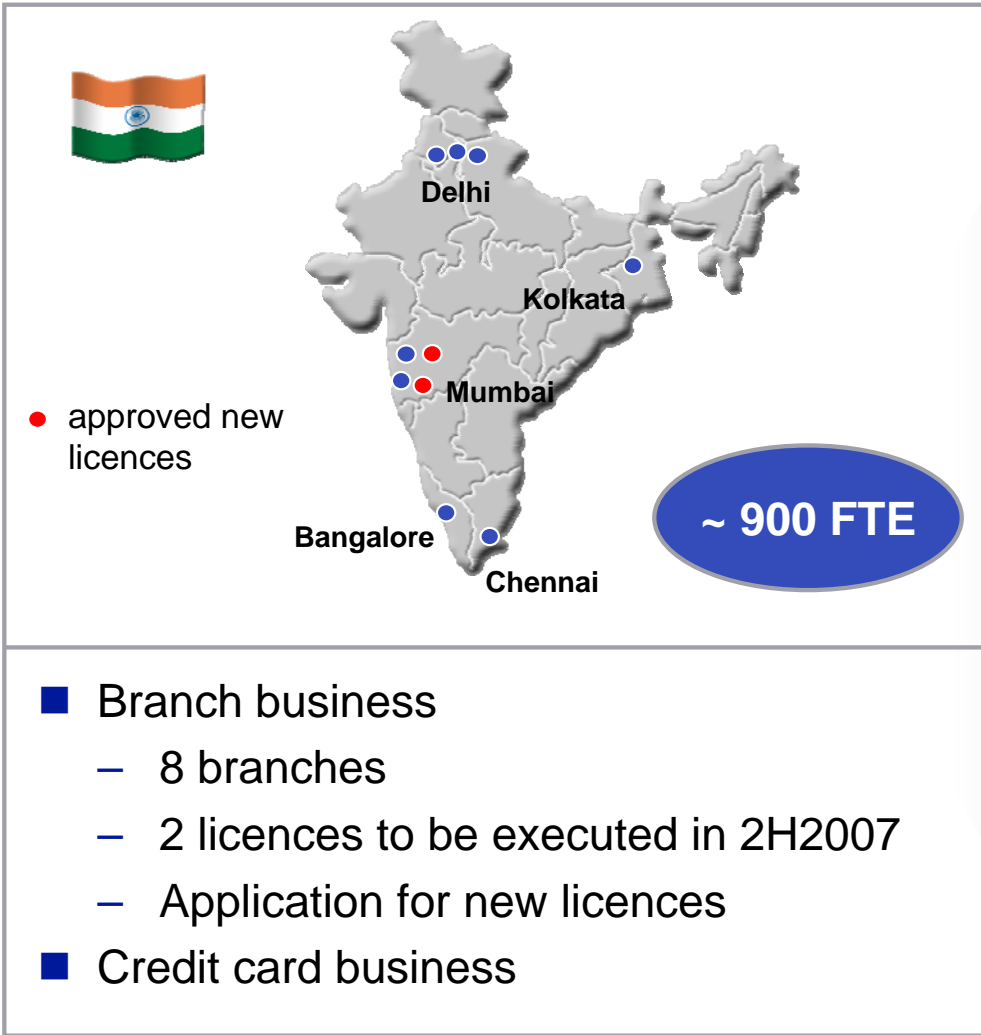 Delhi
Kolkata
Mumbai
approved new
licences
~ 900 FTE
Bangalore
Chennai
Branch business
– 8 branches
– 2 licences to be executed in 2H2007
– Application for new licences
Credit card business